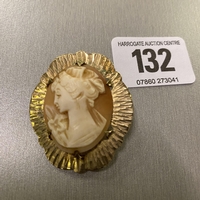 HARROGATE AUCTION CENTRE
132
07860 273041